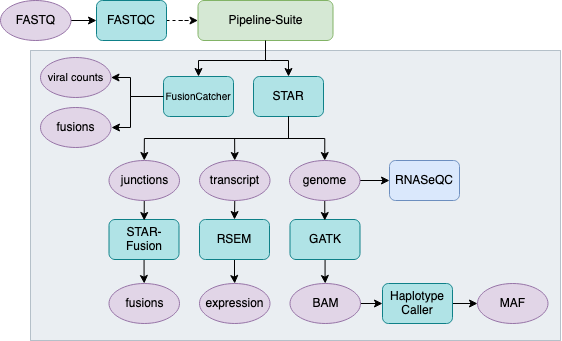 FASTQ
FASTQC
Pipeline-Suite
viral counts
FusionCatcher
STAR
fusions
junctions
transcript
genome
RNASeQC
STAR-
Fusion
RSEM
GATK
fusions
expression
BAM
Haplotype
Caller
MAF